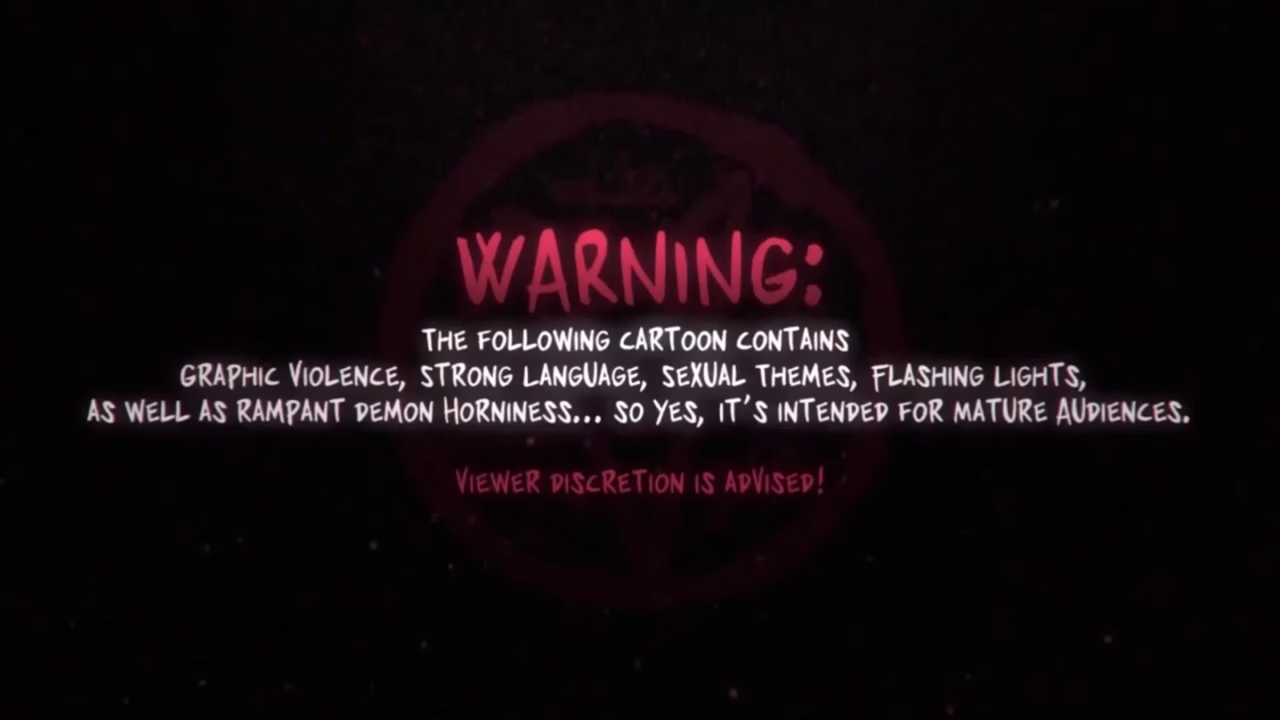 WARNING:
THE FOLLOWING CARTOON CONTAINS
GRAPHIC VIOLENCE, STRONG LANGUAGE, SEXUAL THEMES, FLASHING LIGHTS,
AS WELL AS RAMPANT DEMON HORNINESS... SO YES, IT'S INTENDED FOR MATURE AUDIENCES.
VIEWER DISCRETION IS ADVISED!